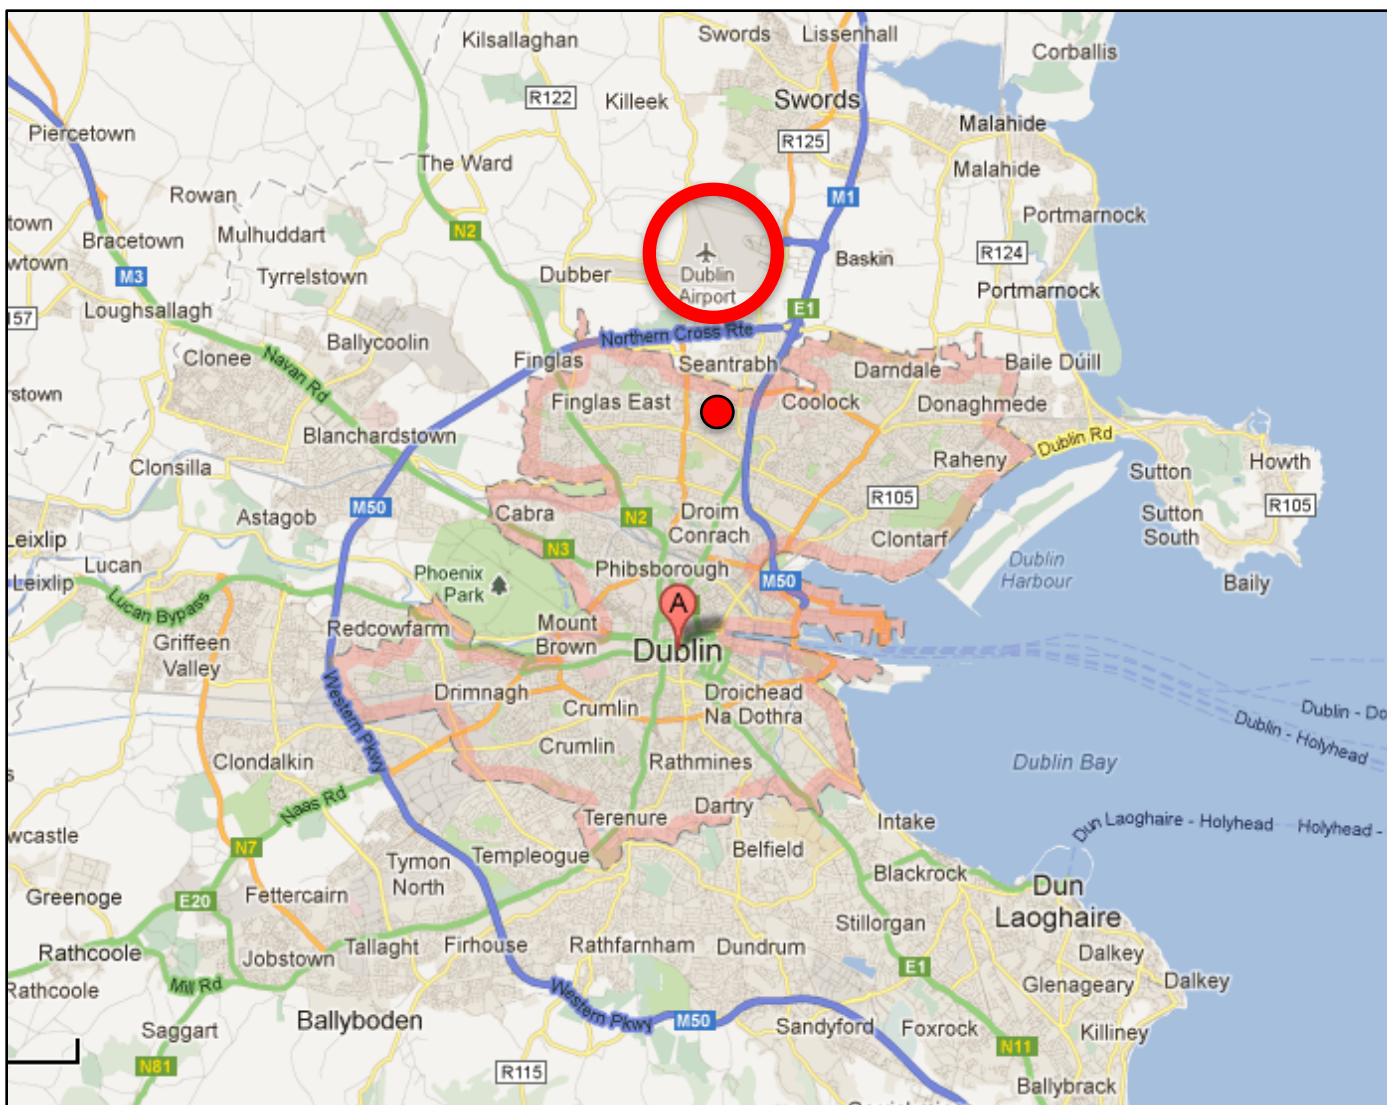 Kilsallaghan
Swords
Lissenhall
Corballis
R122
Killeek
Swords
Piercetown
R125
Malahide
The Ward
Malahide
Rowan
M1
Portmarnock
town
Mulhuddart
N2
Bracetown
R124
wtown
Baskin
M3
Tyrrelstown
Dubber
Dublin
Airport
Portmarnock
Loughsallagh
E1
157
Northern Cross Rte
Clonee
Ballycoolin
Finglas
Seantrabh
Darndale
Baile Dúill
Navan Rd
rstown
Finglas East
Coolock
Donaghmede
Blanchardstown
Dublin Rd
Clonsilla
Raheny
Sutton
Howth
M50
R105
R105
Astagob
Cabra
N2
Droim
Conrach
Sutton
South
Leixlip
Clontarf
N3
Lucan
Phibsborough
Dublin
Harbour
Leixlip
Phoenix
Park
M50
Baily
Lucan Bypass
A
Redcowfarm
Mount
Brown
Dublin
Griffeen
Valley
Drimnagh
Crumlin
Droichead
Na Dothra
Dublin - Do
Western Pkwy
Dublin - Holyhead
Crumlin
Clondalkin
Rathmines
Dublin Bay
Naas Rd
Dartry
Terenure
Intake
Dun Laoghaire - Holyhead
Holyhead -
wcastle
N7
Tymon
North
Templeogue
Belfield
Blackrock
Greenoge
E20
Fettercairn
Dun
Laoghaire
Stillorgan
Rathcoole
Jobstown
Tallaght
Firhouse
Rathfarnham
Dundrum
Dalkey
E1
Mill Rd
Glenageary
Dalkey
Rathcoole
Western Pkwy
Saggart
Ballyboden
M50
Sandyford
Foxrock
Killiney
N11
N81
R115
Ballybrack